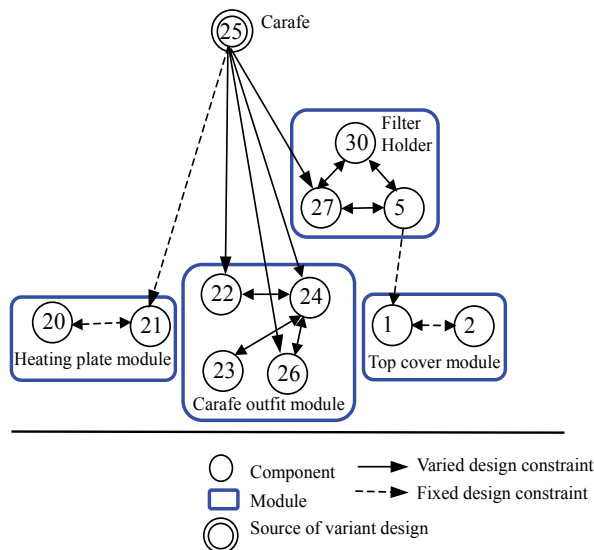 25 Carafe
Filter
Holder
30
27 5
22 24
20 21
1 2
Heating plate module
Top cover module
23 26
Carafe outfit module
Component
Varied design constraint
Module
Fixed design constraint
Source of variant design